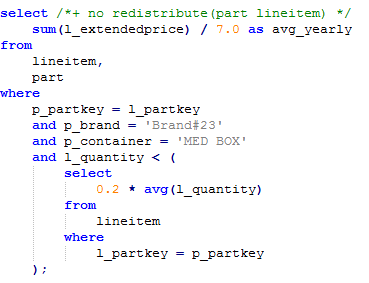 select /*+ no redistribute(part lineitem) */
    sum(l_extendedprice) / 7.0 as avg_yearly
from
    lineitem,
    part
where
    p_partkey = l_partkey
    and p_brand = 'Brand#23'
    and p_container = 'MED BOX'
    and l_quantity < (
        select
            0.2 * avg(l_quantity)
        from
            lineitem
        where
            l_partkey = p_partkey
    );